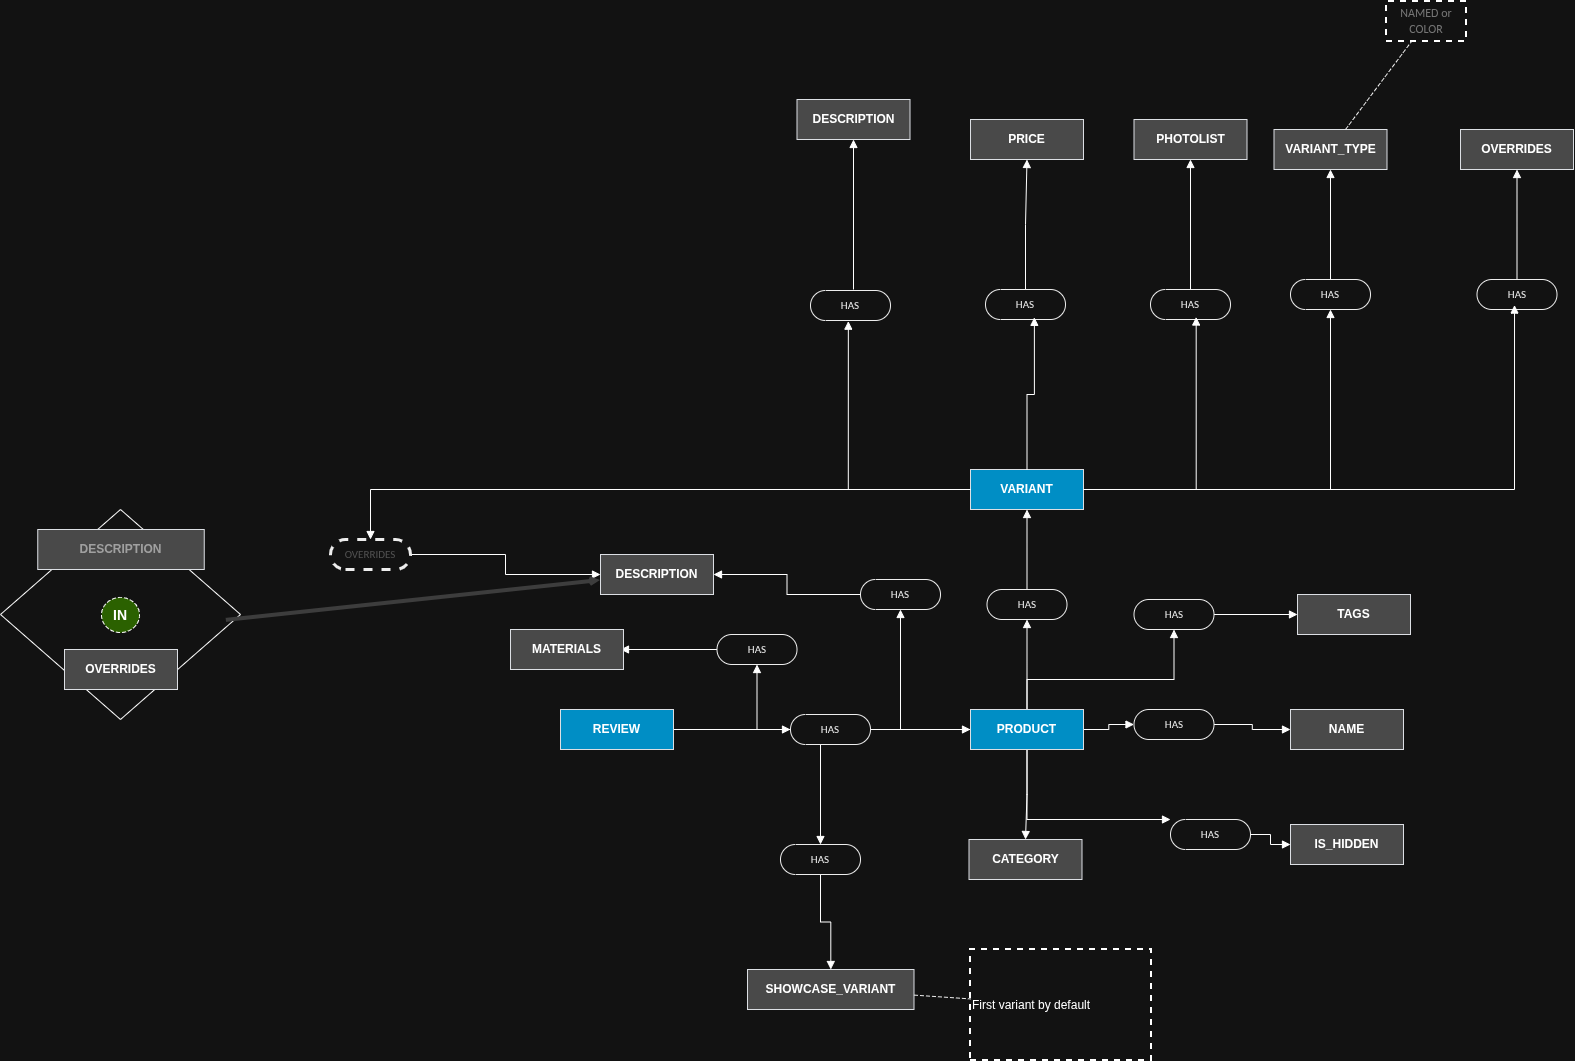 NAMED or
COLOR
DESCRIPTION
PRICE
PHOTOLIST
VARIANT_TYPE
OVERRIDES
HAS
HAS
HAS
HAS
HAS
VARIANT
DESCRIPTION
OVERRIDES
DESCRIPTION
HAS
HAS
HAS
TAGS
IN
MATERIALS
HAS
OVERRIDES
REVIEW
HAS
PRODUCT
HAS
NAME
HAS
IS_HIDDEN
HAS
CATEGORY
SHOWCASE_VARIANT
First variant by default